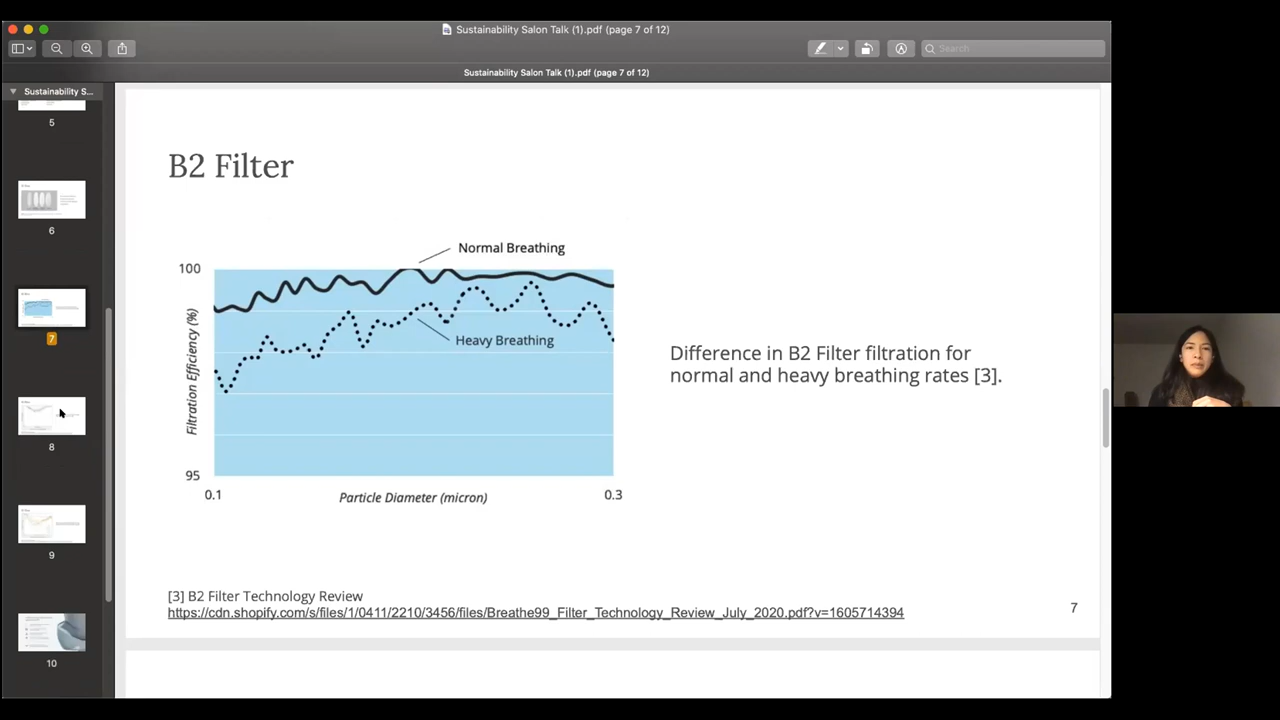 Sustainability Salon Talk (1).pdf (page 7 of 12)
Search
Sustainability Salon Talk (1).pdf (page 7 of 12)
Sustainability S...
5
6
7
8
9
10
B2 Filter
Normal Breathing
100
Heavy Breathing
Filtration Efficiency (%)
95
0.1
Particle Diameter (micron)
0.3
Difference in B2 Filter filtration for
normal and heavy breathing rates [3].
[3] B2 Filter Technology Review
https://cdn.shopify.com/s/files/1/0411/2210/3456/files/Breathe99_Filter_Technology_Review_July_2020.pdf?v=1605714394
7